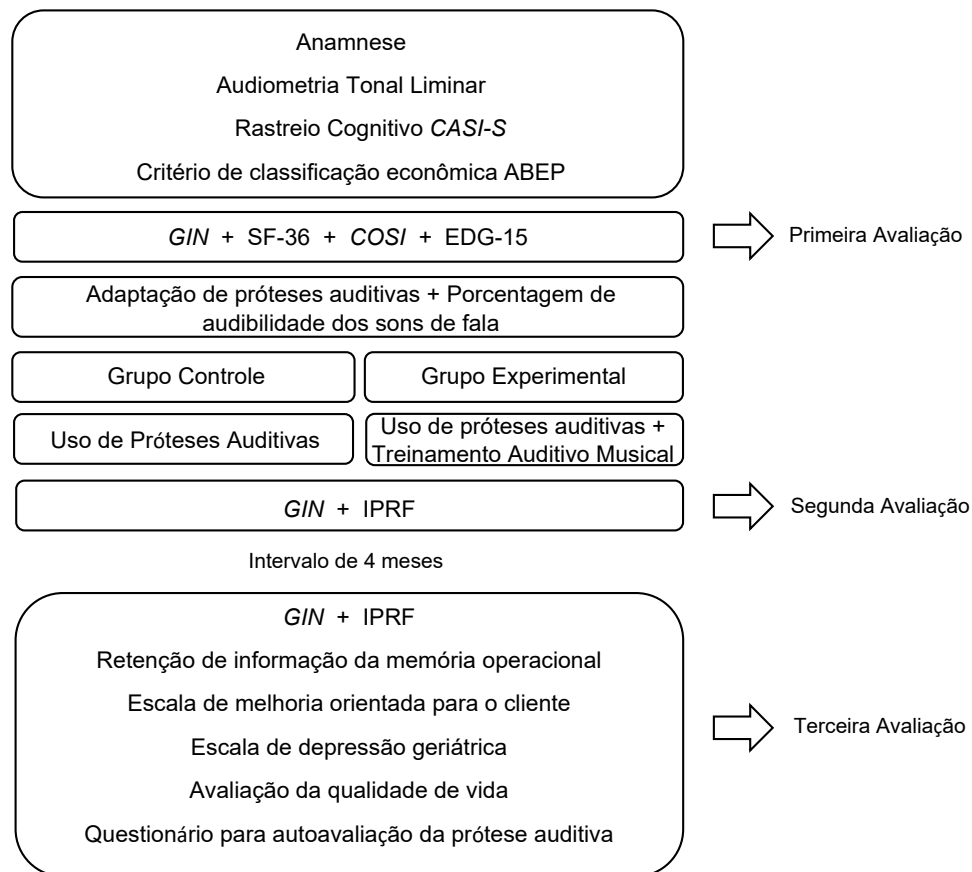 Anamnese
Audiometria Tonal Liminar
Rastreio Cognitivo CASI-S
Critério de classificação econômica ABEP
GIN + SF-36 + COSI + EDG-15
Primeira Avaliação
Adaptação de próteses auditivas + Porcentagem de
audibilidade dos sons de fala
Grupo Controle
Grupo Experimental
Uso de Próteses Auditivas
Uso de próteses auditivas +
Treinamento Auditivo Musical
GIN + IPRF
Segunda Avaliação
Intervalo de 4 meses
GIN + IPRF
Retenção de informação da memória operacional
Escala de melhoria orientada para o cliente
Escala de depressão geriátrica
Avaliação da qualidade de vida
Questionário para autoavaliação da prótese auditiva
Terceira Avaliação